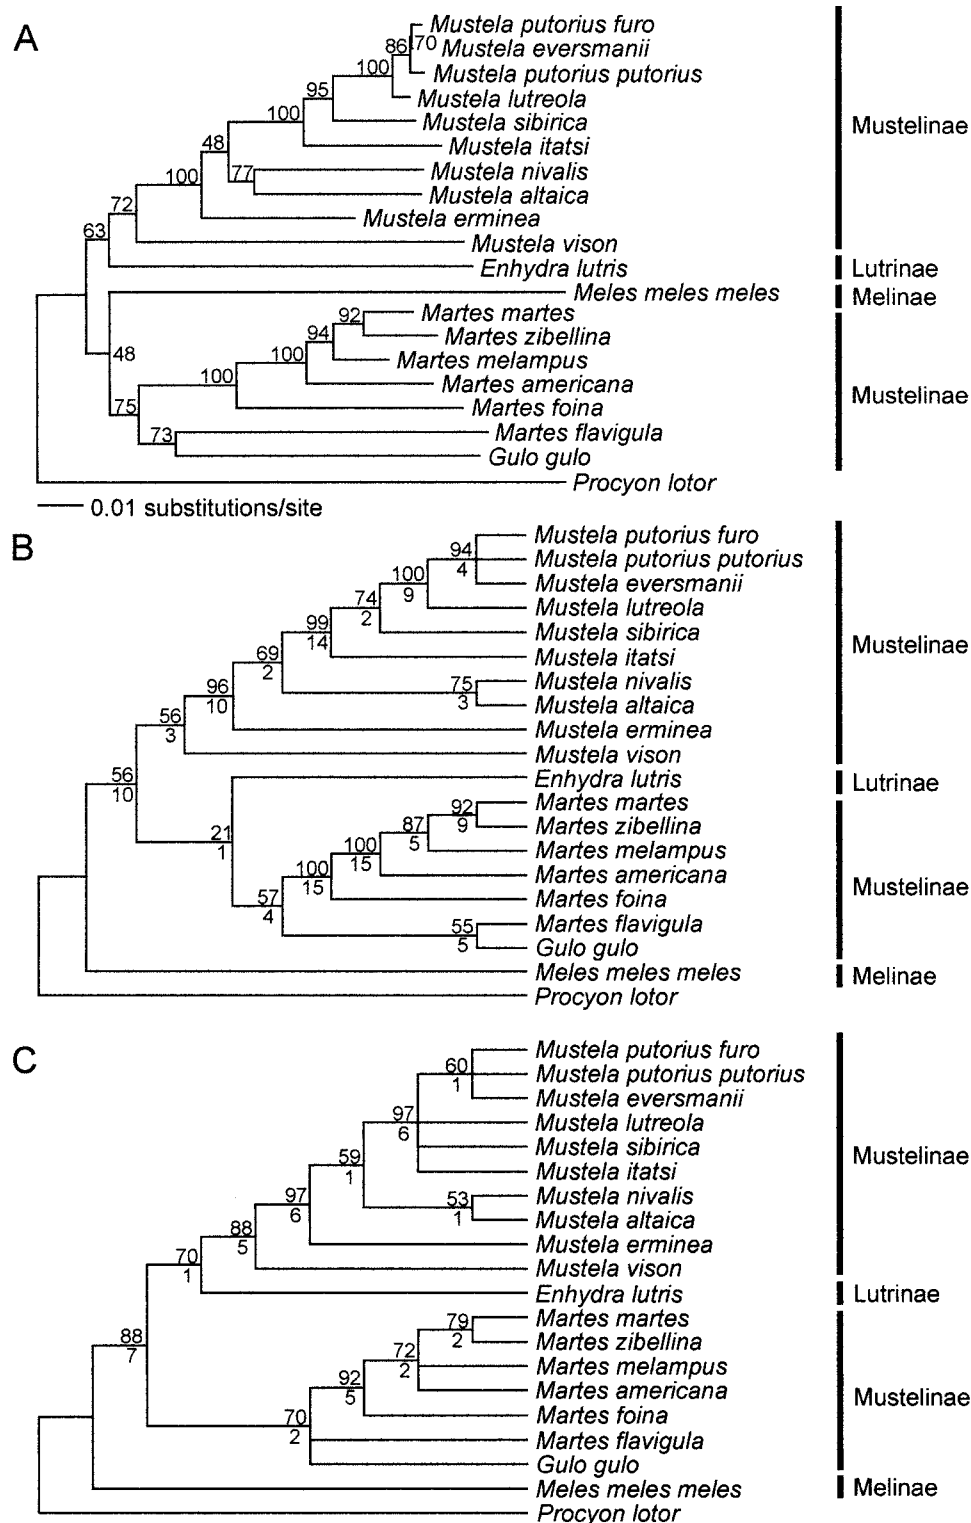 A
Mustela putorius furo
86 70 Mustela eversmanii
100 Mustela putorius putorius
95 Mustela lutreola
100 Mustela sibirica
Mustelinae
48 Mustela itatsi
100 77 Mustela nivalis
Mustela altaica
72 Mustela erminea
63 Mustela vison
Enhydra lutris Lutrinae
Meles meles meles Melinae
92 Martes martes
94 Martes zibellina
48 100 Martes melampus
100 Martes americana Mustelinae
75 Martes foina
73 Martes flavigula
Gulo gulo
Procyon lotor
0.01 substitutions/site
B
Mustela putorius furo
94 4 Mustela putorius putorius
100 9 Mustela eversmanii
74 2 Mustela lutreola
99 14 Mustela sibirica
Mustelinae
69 2 Mustela itatsi
96 10 75 3 Mustela nivalis
Mustela altaica
56 3 Mustela erminea
Mustela vison
56 10 Enhydra lutris Lutrinae
92 9 Martes martes
87 5 Martes zibellina
21 1 100 15 Martes melampus
100 15 Martes americana
Mustelinae
57 4 Martes foina
55 5 Martes flavigula
Gulo gulo
Meles meles meles Melinae
Procyon lotor
C
Mustela putorius furo
60 1 Mustela putorius putorius
Mustela eversmanii
97 6 Mustela lutreola
Mustela sibirica
Mustelinae
59 1 Mustela itatsi
97 6 53 1 Mustela nivalis
Mustela altaica
88 5 Mustela erminea
70 1 Mustela vison
Enhydra lutris Lutrinae
79 2 Martes martes
88 7 Martes zibellina
72 2 Martes melampus
92 5 Martes americana
Mustelinae
70 2 Martes foina
Martes flavigula
Gulo gulo
Meles meles meles Melinae
Procyon lotor